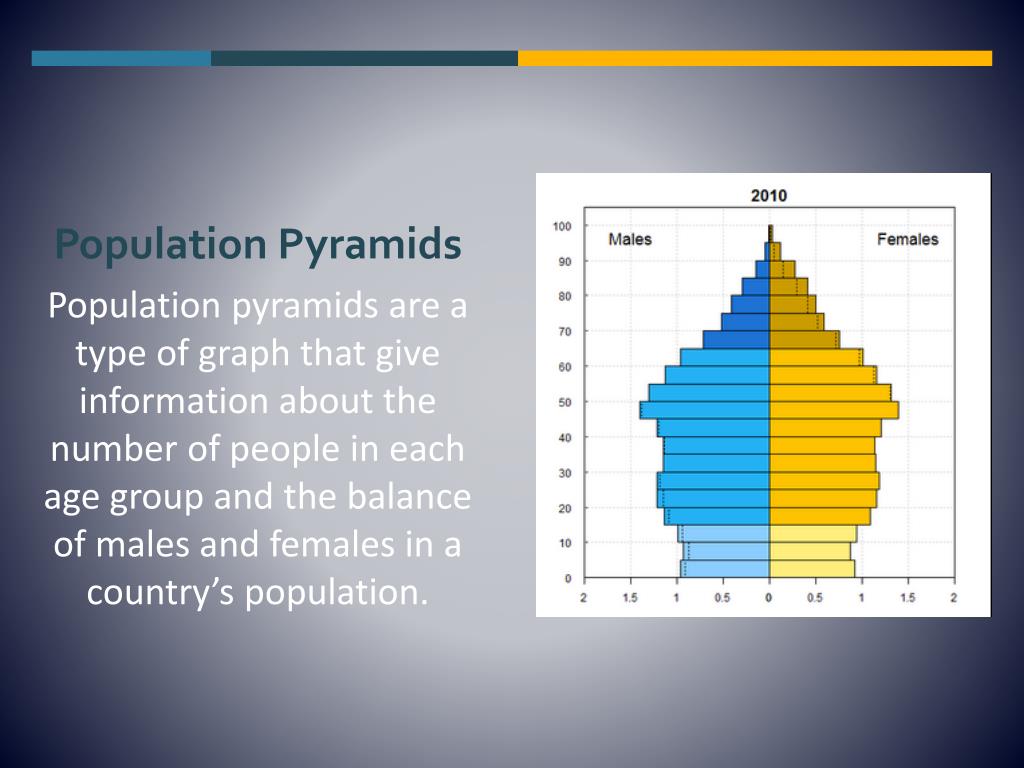 Population Pyramids
Population pyramids are a
type of graph that give
information about the
number of people in each
age group and the balance
of males and females in a
country’s population.
2010
Males Females
100
90
80
70
60
50
40
30
20
10
0
2 1.5 1 0.5 0 0.5 1 1.5 2